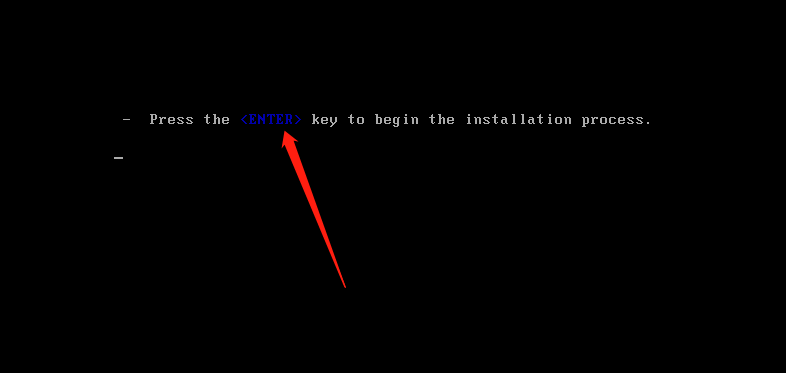 - Press the <ENTER> key to begin the installation process.